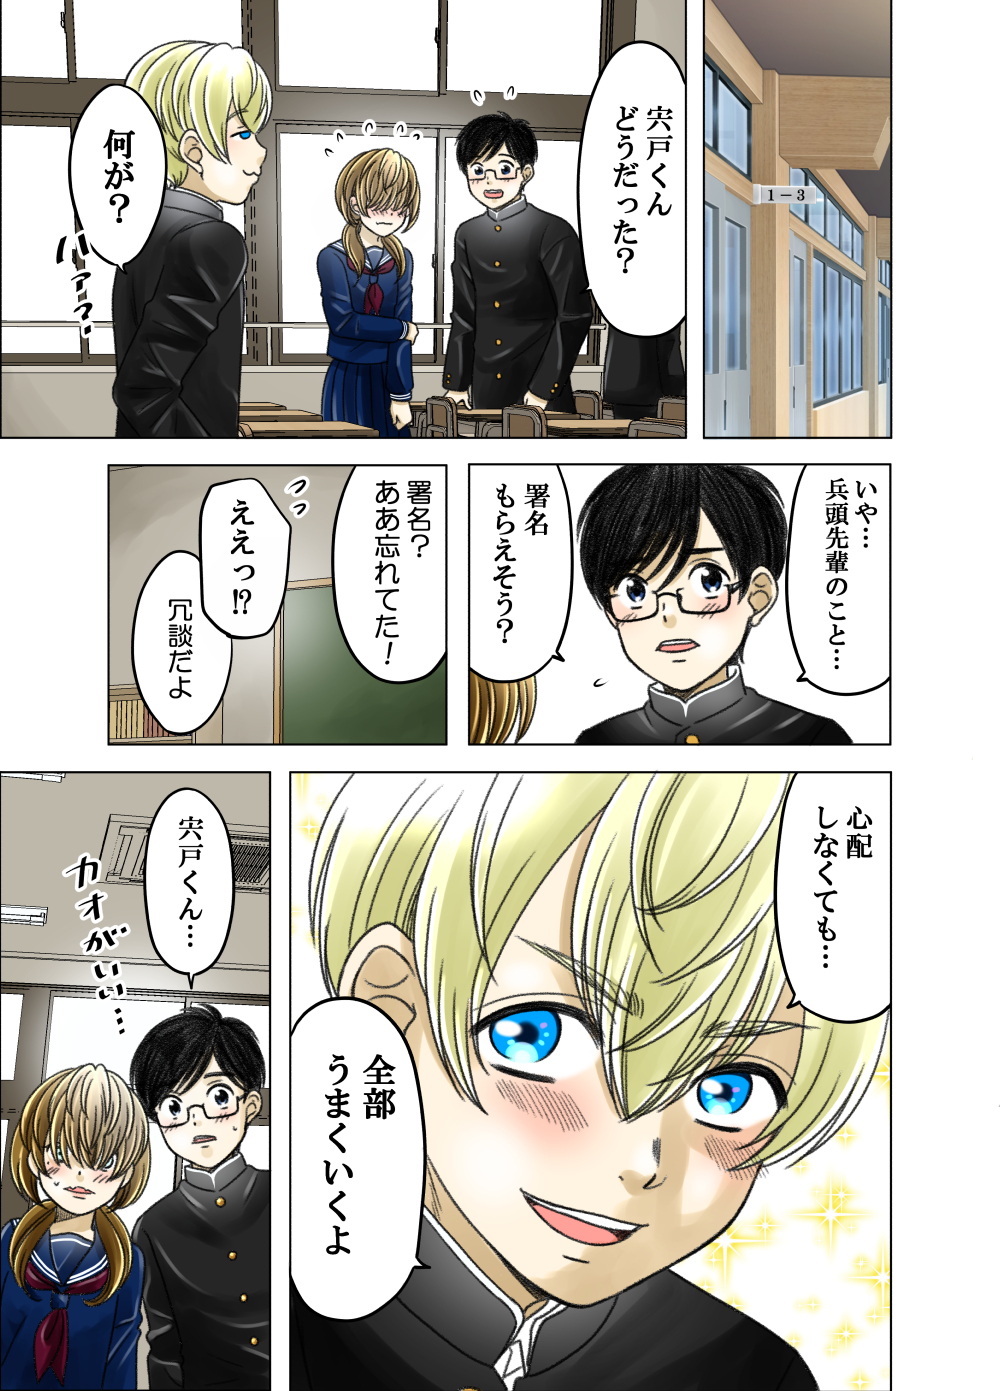 1－3
宍戸くん
どうだった？
何が？
ハァ？？
いや…
兵頭先輩のこと…
署名
もらえそう？
署名？
ああ忘れてた！
ええっ⁉
冗談だよ
心配
しなくても…
全部
うまくいくよ
宍戸くん…
カオがいい…